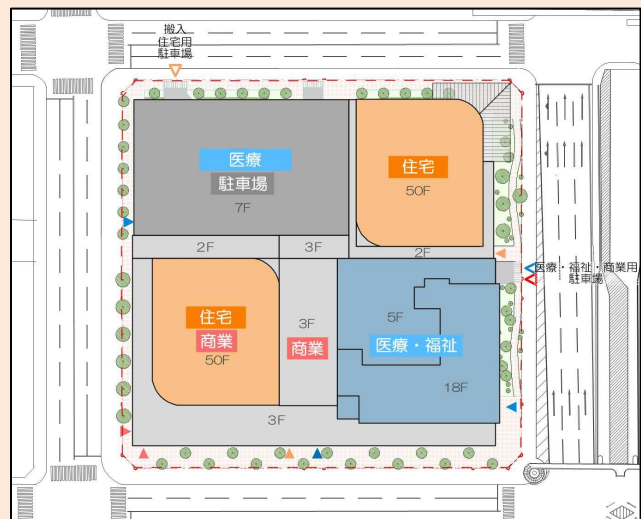 搬入
住宅用
駐車場
医療
駐車場
7F
住宅
50F
2F
3F
2F
医療・福祉・商業用
駐車場
住宅
商業
50F
3F
商業
5F
医療・福祉
18F
3F